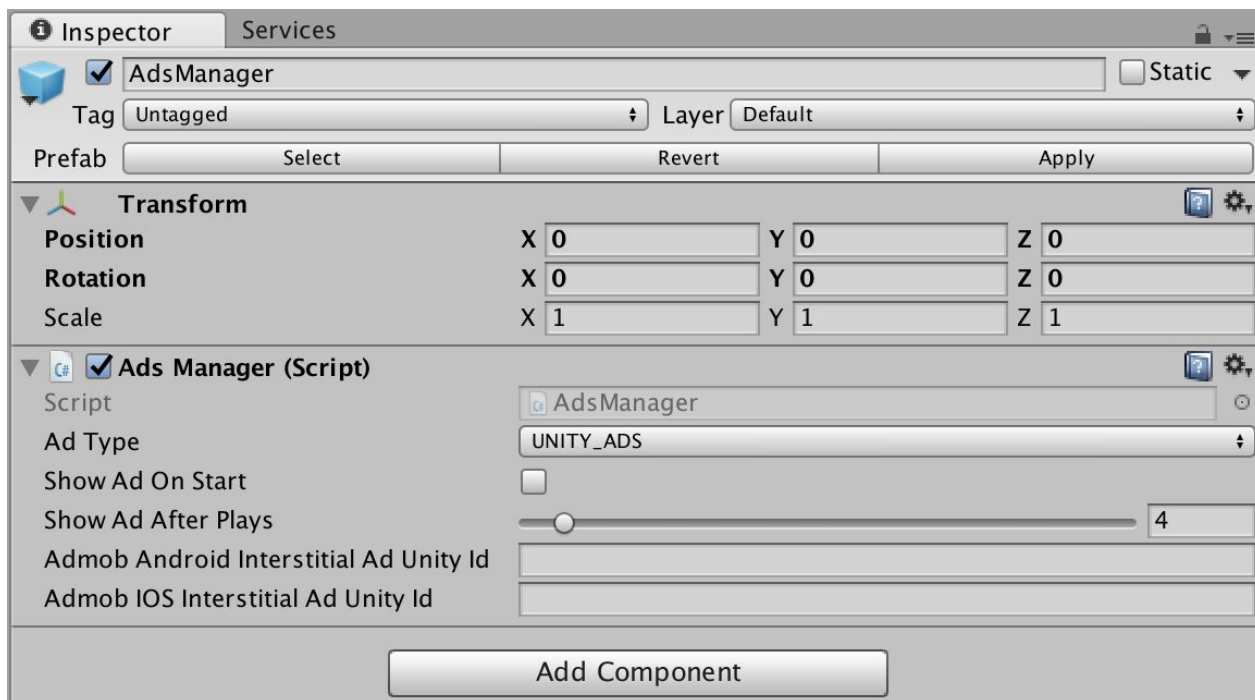 Inspector Services
AdsManager Static
Tag Untagged Layer Default
Prefab Select Revert Apply
Transform
Position X 0 Y 0 Z 0
Rotation X 0 Y 0 Z 0
Scale X 1 Y 1 Z 1
C# Ads Manager (Script)
Script AdsManager
Ad Type UNITY_ADS
Show Ad On Start
Show Ad After Plays 4
Admob Android Interstitial Ad Unity Id
Admob IOS Interstitial Ad Unity Id
Add Component